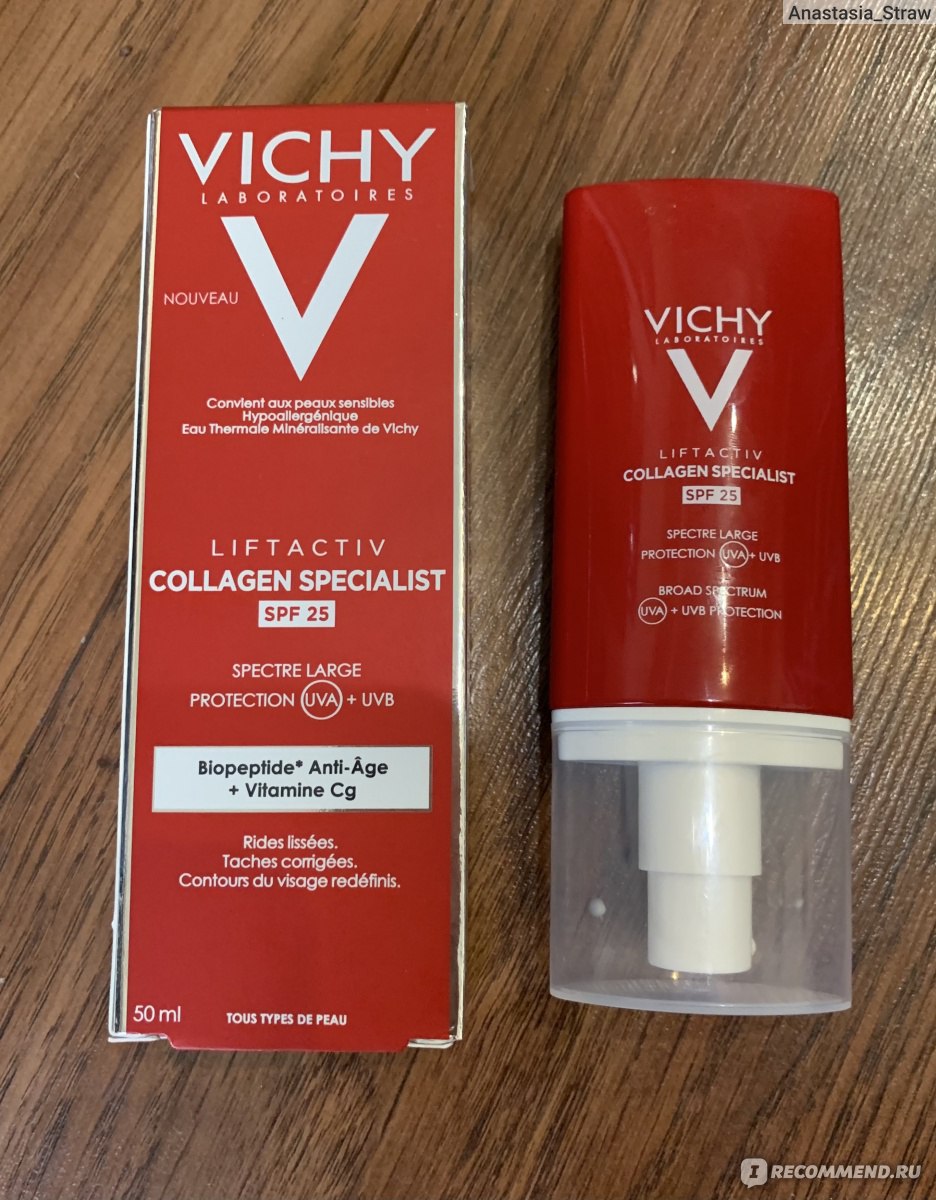 Anastasia_Straw
VICHY
LABORATOIRES
V
NOUVEAU
Convient aux peaux sensibles
Hypoallergénique
Eau Thermale Minéralisante de Vichy
LIFTACTIV
COLLAGEN SPECIALIST
SPF 25
SPECTRE LARGE
PROTECTION UVA + UVB
Biopeptide* Anti-Âge
+ Vitamine Cg
Rides lissées.
Taches corrigées.
Contours du visage redéfinis.
50 ml
TOUS TYPES DE PEAU
VICHY
LABORATOIRES
V
LIFTACTIV
COLLAGEN SPECIALIST
SPF 25
SPECTRE LARGE
PROTECTION UVA + UVB
BROAD SPECTRUM
UVA + UVB PROTECTION
I RECOMMEND.RU